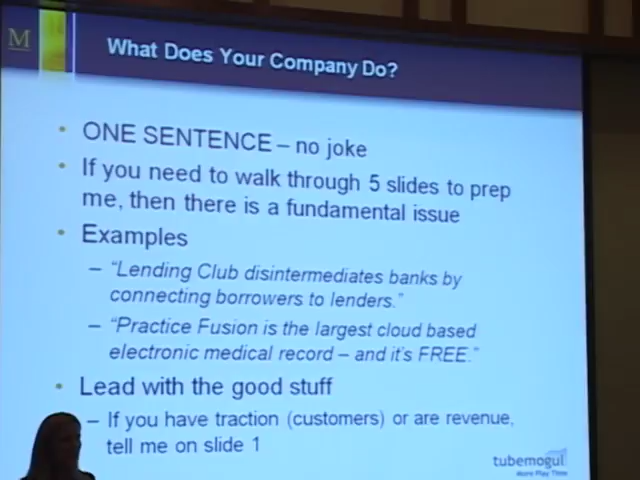 M
What Does Your Company Do?
• ONE SENTENCE – no joke
• If you need to walk through 5 slides to prep
me, then there is a fundamental issue
• Examples
– “Lending Club disintermediates banks by
connecting borrowers to lenders.”
– “Practice Fusion is the largest cloud based
electronic medical record – and it’s FREE.”
• Lead with the good stuff
– If you have traction (customers) or are revenue,
tell me on slide 1
tubemogul
More Play Time